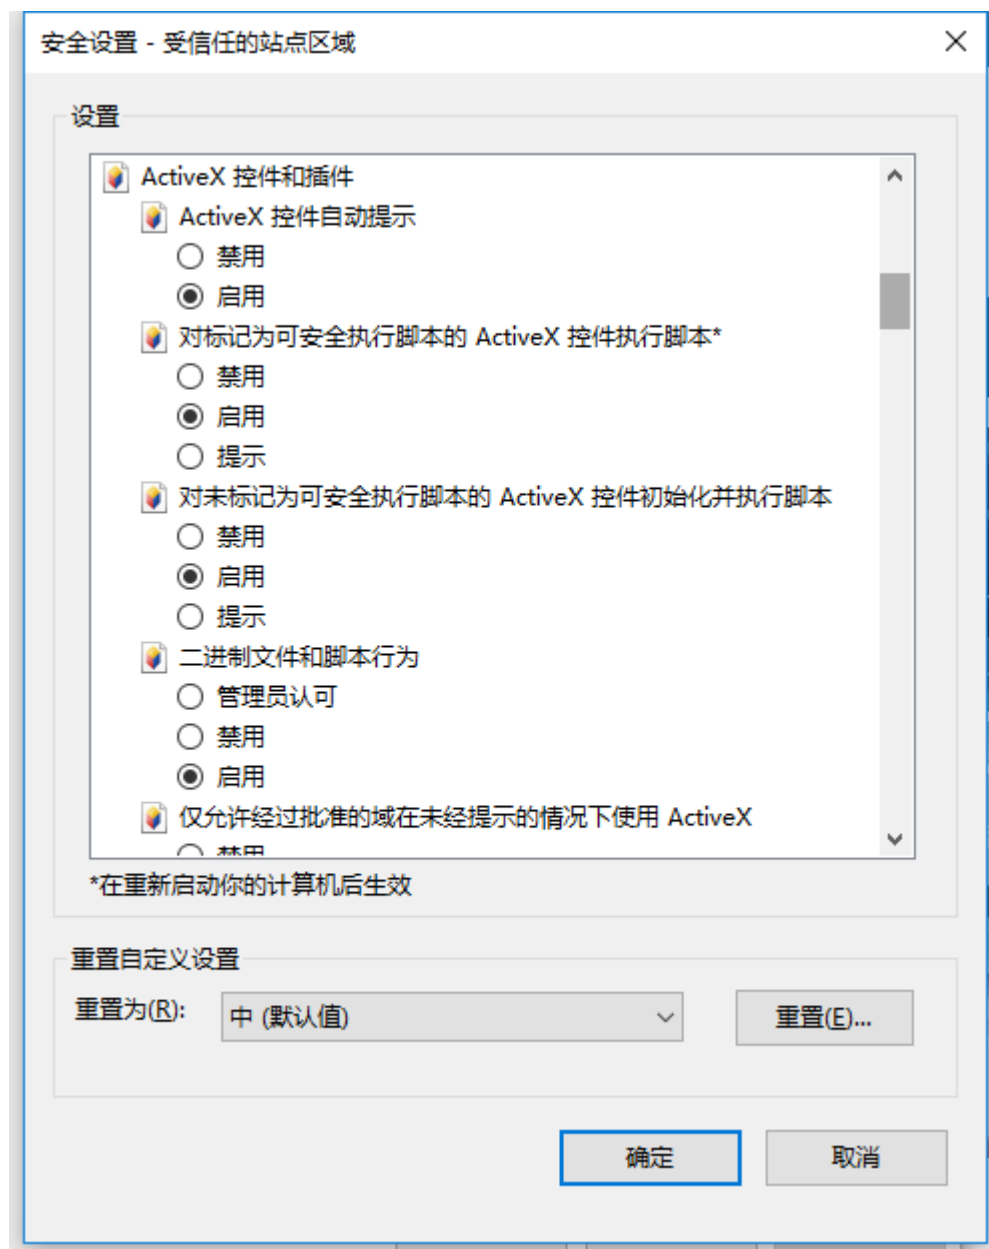 安全设置 - 受信任的站点区域
设置
ActiveX 控件和插件
ActiveX 控件自动提示
禁用
启用
对标记为可安全执行脚本的 ActiveX 控件执行脚本*
禁用
启用
提示
对未标记为可安全执行脚本的 ActiveX 控件初始化并执行脚本
禁用
启用
提示
二进制文件和脚本行为
管理员认可
禁用
启用
仅允许经过批准的域在未经提示的情况下使用 ActiveX
禁用
*在重新启动你的计算机后生效
重置自定义设置
重置为(R):
中 (默认值)
重置(E)...
确定
取消